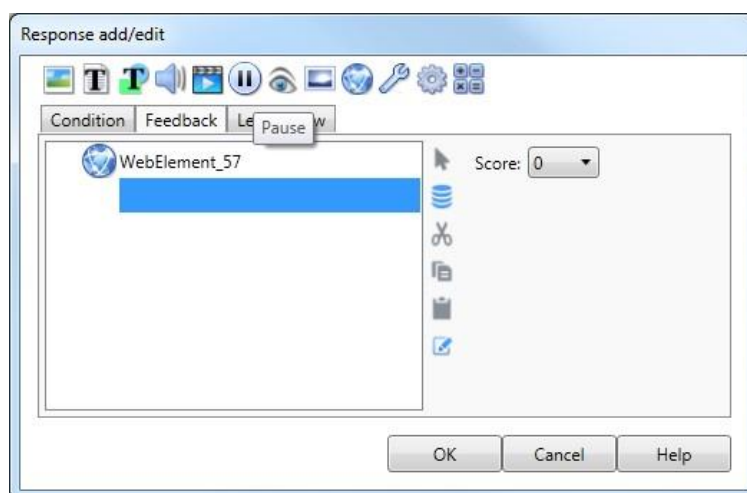 Response add/edit
Condition Feedback Le w
Pause
WebElement_57
Score: 0
OK Cancel Help